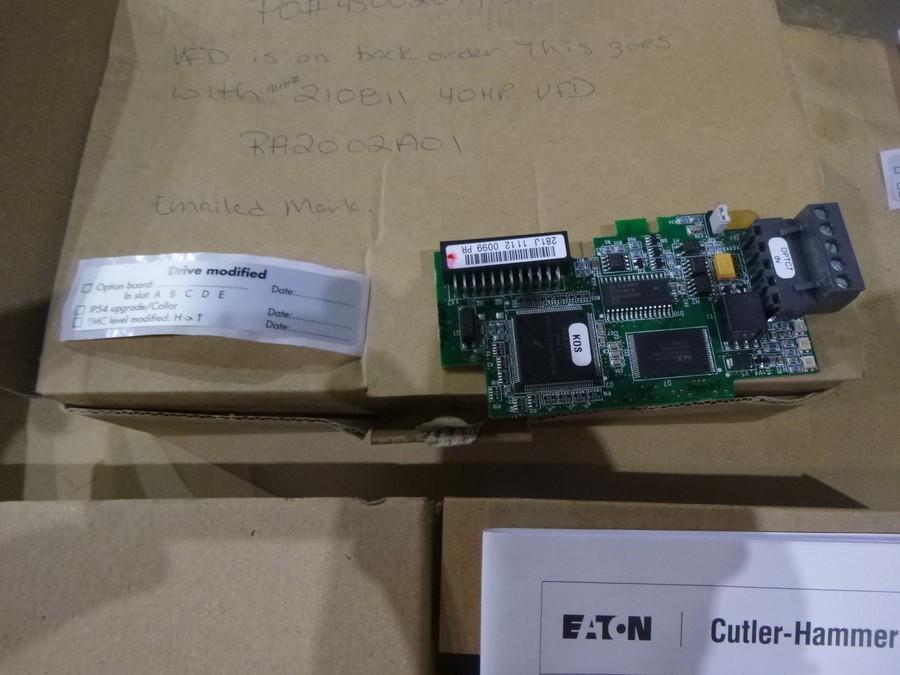 VFD is on back order. This goes
with mm# 210811 40HP VFD
RA2002A01
Emailed Mark.
Drive modified
Option board: Date:
In slot: A B C D E
IP54 upgrade/Collar Date:
EMC level modified: H -> T Date:
281J 1112 0099 PR
OPTC7
dv
KOS
EATON | Cutler-Hammer